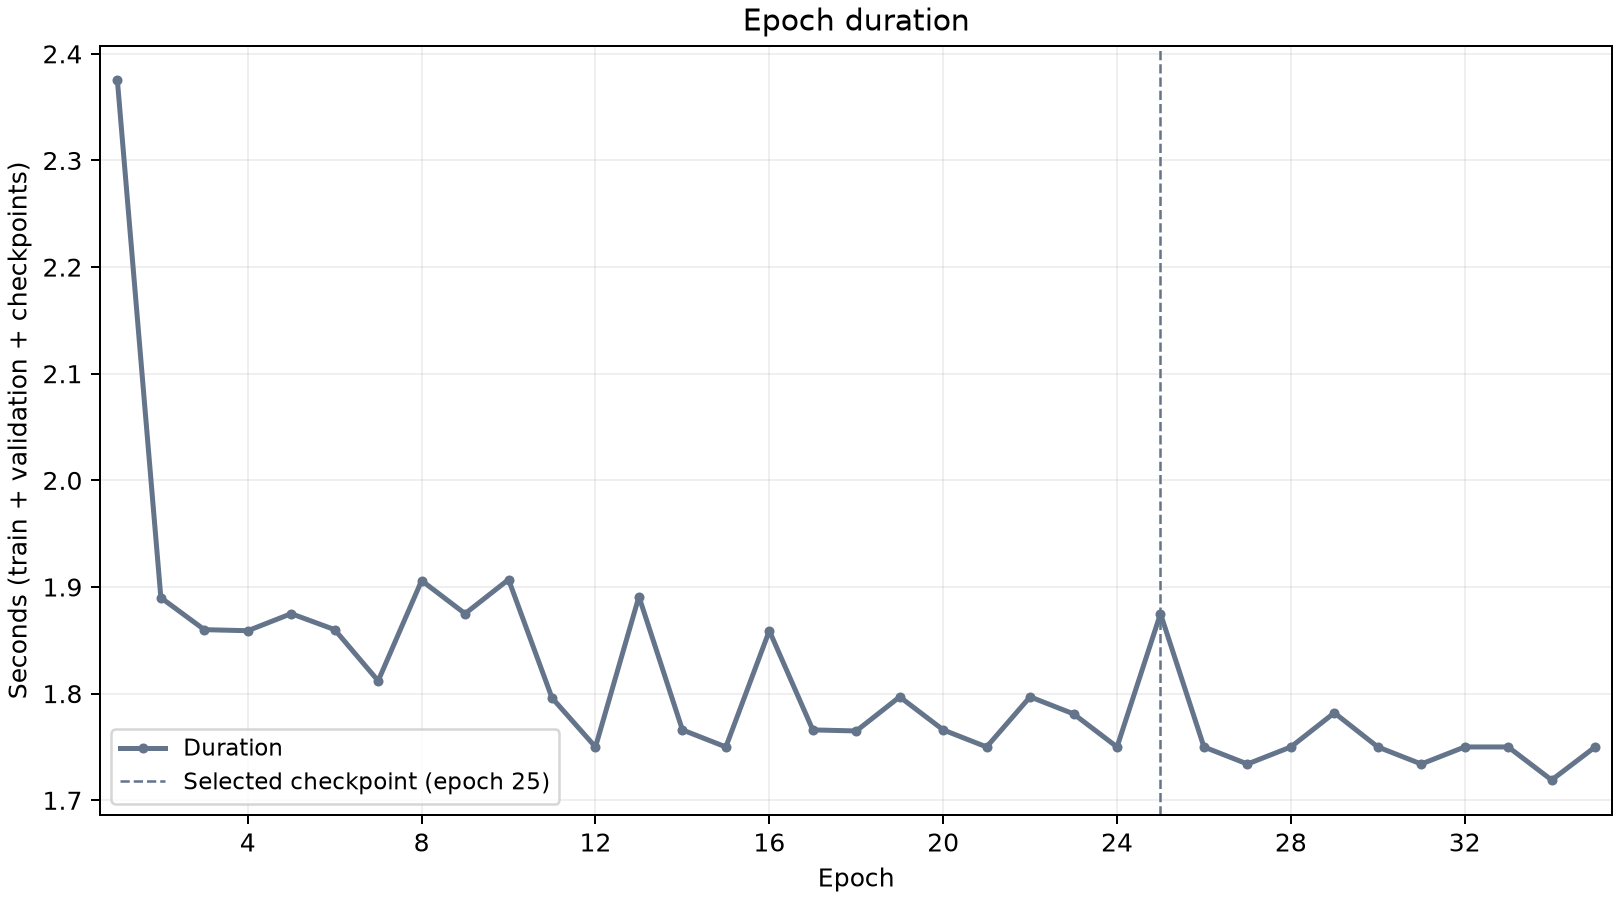 Epoch duration
Seconds (train + validation + checkpoints)
2.4
2.3
2.2
2.1
2.0
1.9
1.8
1.7
Duration
Selected checkpoint (epoch 25)
4 8 12 16 20 24 28 32
Epoch